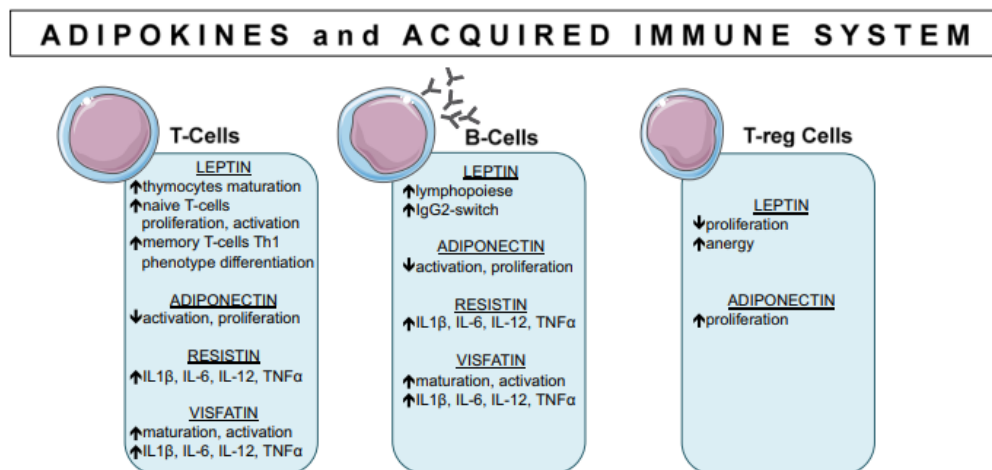 ADIPOKINES and ACQUIRED IMMUNE SYSTEM
T-Cells
LEPTIN
↑thymocytes maturation
↑naive T-cells
proliferation, activation
↑memory T-cells Th1
phenotype differentiation
ADIPONECTIN
↓activation, proliferation
RESISTIN
↑IL1β, IL-6, IL-12, TNFα
VISFATIN
↑maturation, activation
↑IL1β, IL-6, IL-12, TNFα
B-Cells
LEPTIN
↑lymphopoiese
↑IgG2-switch
ADIPONECTIN
↓activation, proliferation
RESISTIN
↑IL1β, IL-6, IL-12, TNFα
VISFATIN
↑maturation, activation
↑IL1β, IL-6, IL-12, TNFα
T-reg Cells
LEPTIN
↓proliferation
↑anergy
ADIPONECTIN
↑proliferation